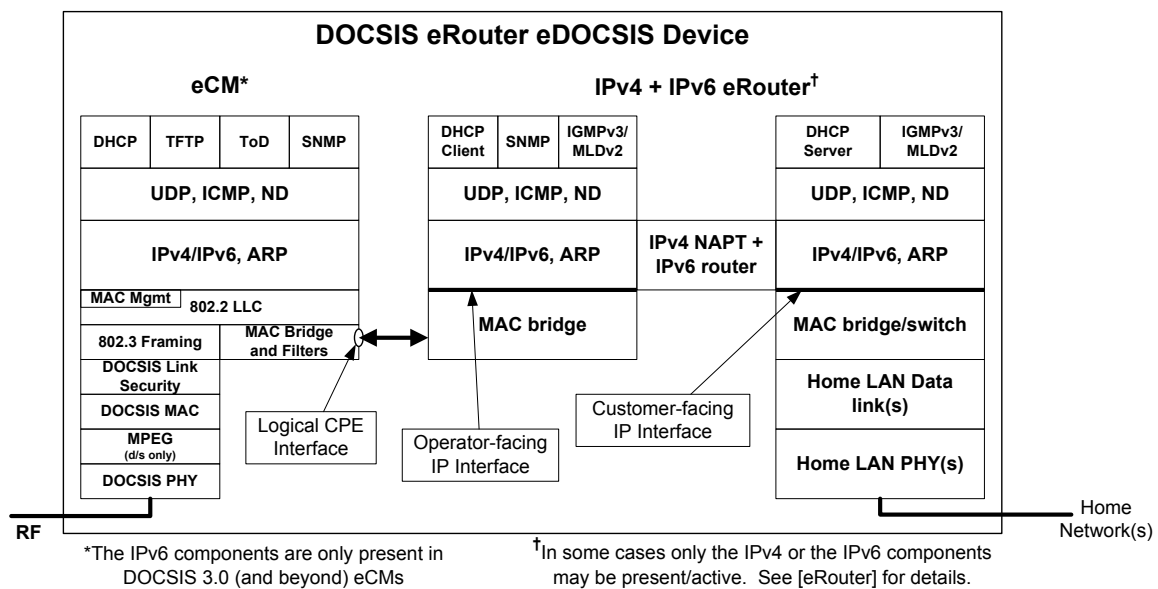 DOCSIS eRouter eDOCSIS Device
eCM*
IPv4 + IPv6 eRouter†
DHCP
TFTP
ToD
SNMP
UDP, ICMP, ND
IPv4/IPv6, ARP
MAC Mgmt
802.2 LLC
802.3 Framing
MAC Bridge
and Filters
DOCSIS Link
Security
DOCSIS MAC
MPEG
(d/s only)
DOCSIS PHY
RF
Logical CPE
Interface
DHCP
Client
SNMP
IGMPv3/
MLDv2
UDP, ICMP, ND
IPv4/IPv6, ARP
MAC bridge
Operator-facing
IP Interface
IPv4 NAPT +
IPv6 router
DHCP
Server
IGMPv3/
MLDv2
UDP, ICMP, ND
IPv4/IPv6, ARP
MAC bridge/switch
Home LAN Data
link(s)
Home LAN PHY(s)
Customer-facing
IP Interface
Home
Network(s)
*The IPv6 components are only present in
DOCSIS 3.0 (and beyond) eCMs
†In some cases only the IPv4 or the IPv6 components
may be present/active. See [eRouter] for details.